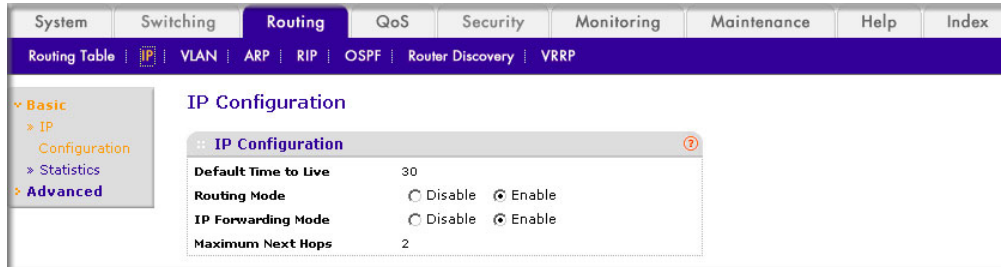 System Switching Routing QoS Security Monitoring Maintenance Help Index
Routing Table | IP | VLAN | ARP | RIP | OSPF | Router Discovery | VRRP
Basic
» IP
Configuration
» Statistics
Advanced
IP Configuration
IP Configuration ?
Default Time to Live 30
Routing Mode Disable Enable
IP Forwarding Mode Disable Enable
Maximum Next Hops 2